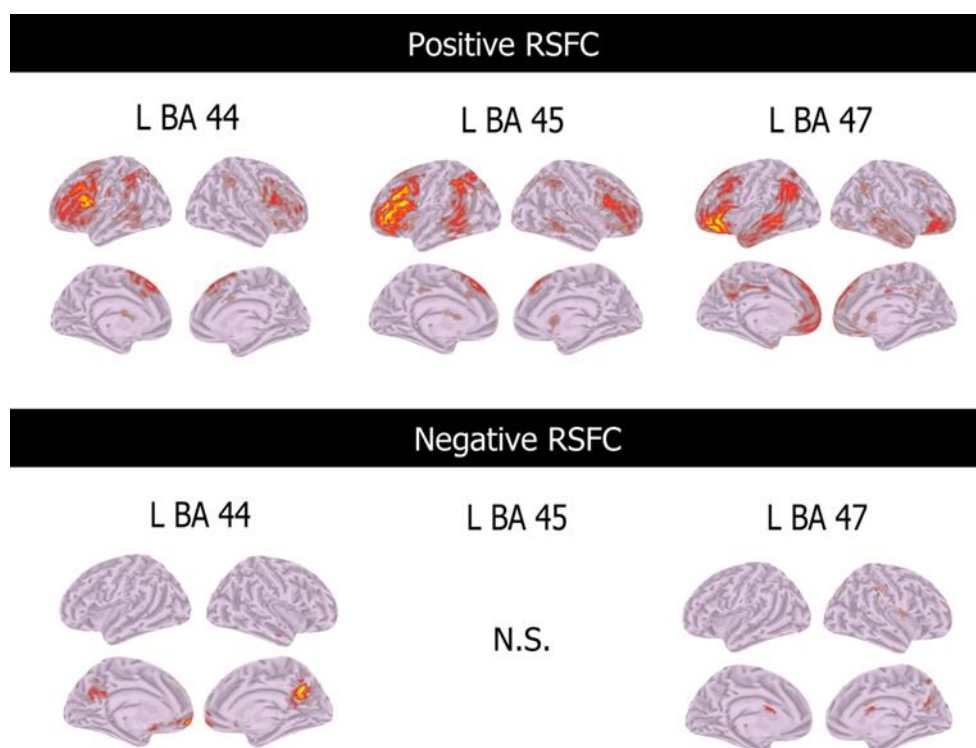 Positive RSFC
L BA 44
L BA 45
L BA 47
Negative RSFC
L BA 44
L BA 45
L BA 47
N.S.